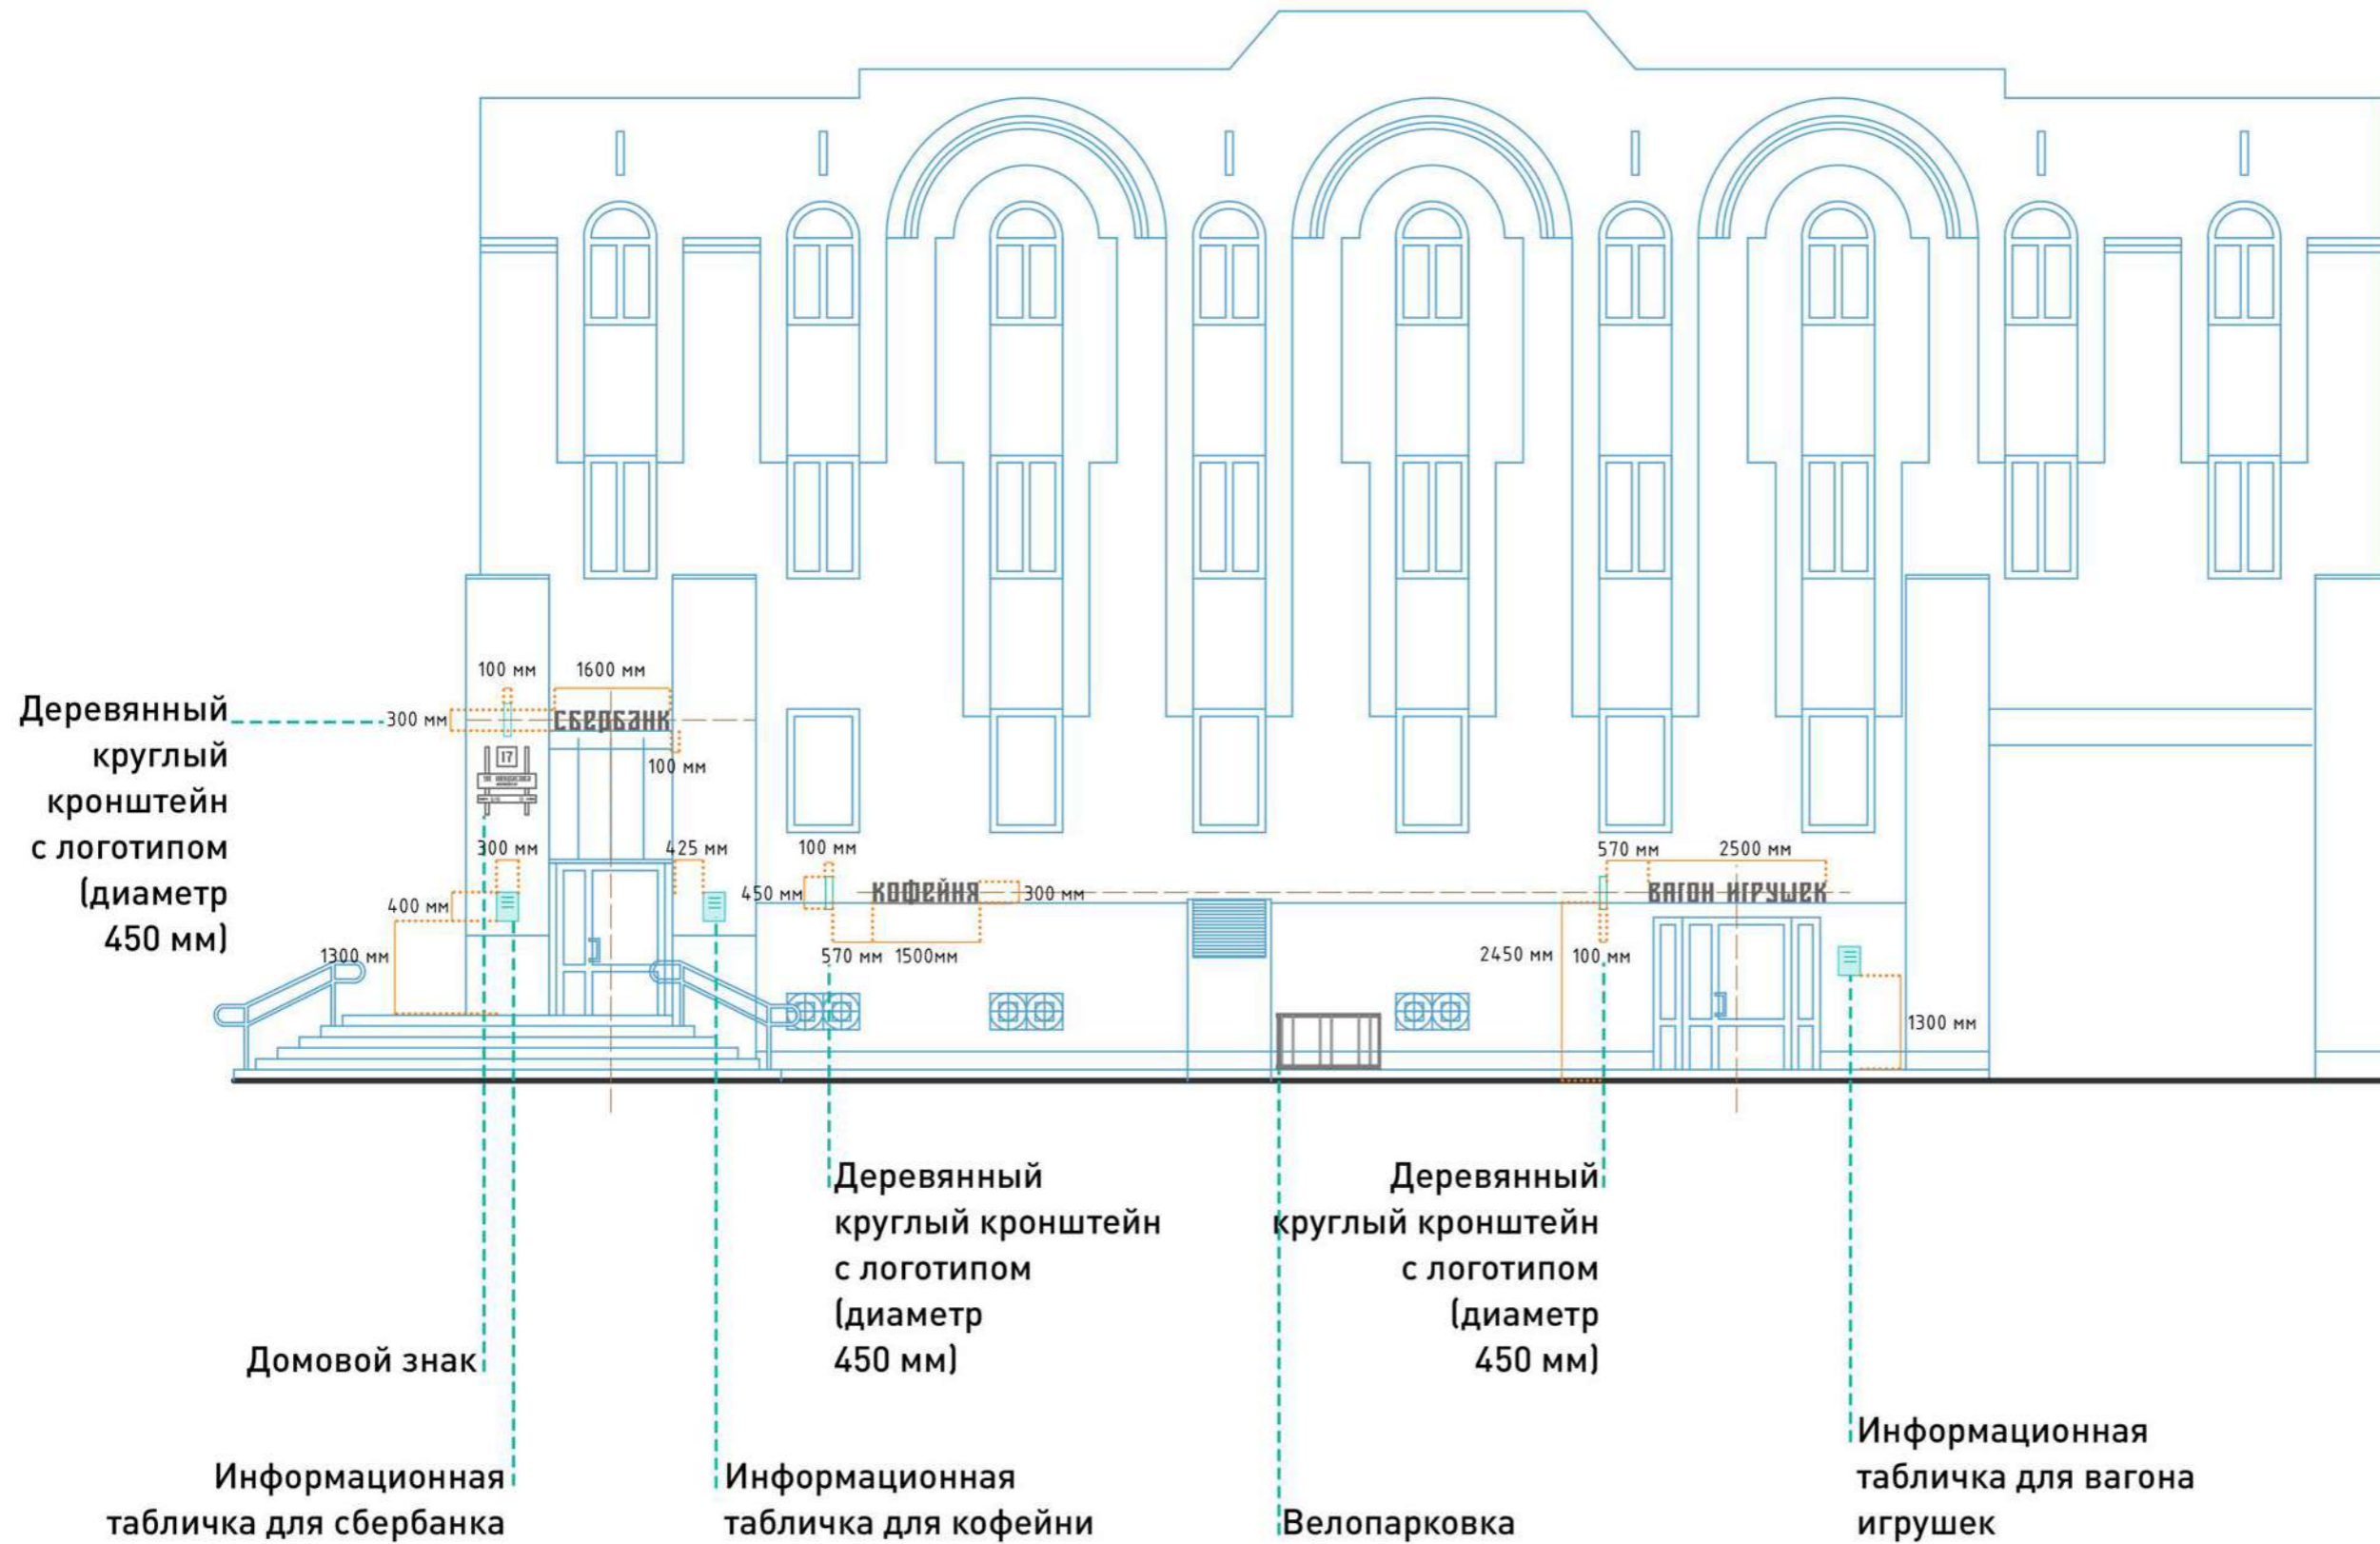 100 мм
1600 мм
Деревянный
круглый
кронштейн
с логотипом
(диаметр
450 мм)
300 мм
СБЕРБАНК
100 мм
17
300 мм
425 мм
400 мм
1300 мм
100 мм
450 мм
КОФЕЙНЯ
300 мм
570 мм
1500мм
570 мм
2500 мм
ВАГОН ИГРУШЕК
2450 мм
100 мм
1300 мм
Деревянный
круглый кронштейн
с логотипом
(диаметр
450 мм)
Деревянный
круглый кронштейн
с логотипом
(диаметр
450 мм)
Домовой знак
Информационная
табличка для сбербанка
Информационная
табличка для кофейни
Велопарковка
Информационная
табличка для вагона
игрушек